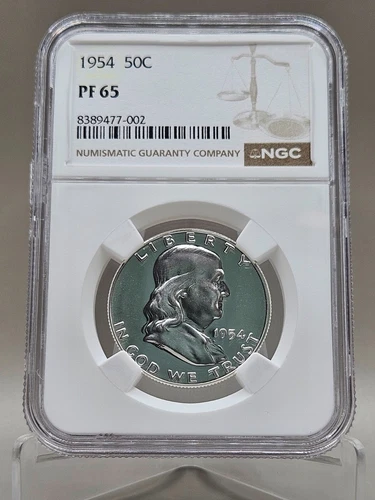 1954 50C
PF 65
8389477-002
NUMISMATIC GUARANTY COMPANY NGC
LIBERTY
1954
IN GOD WE TRUST